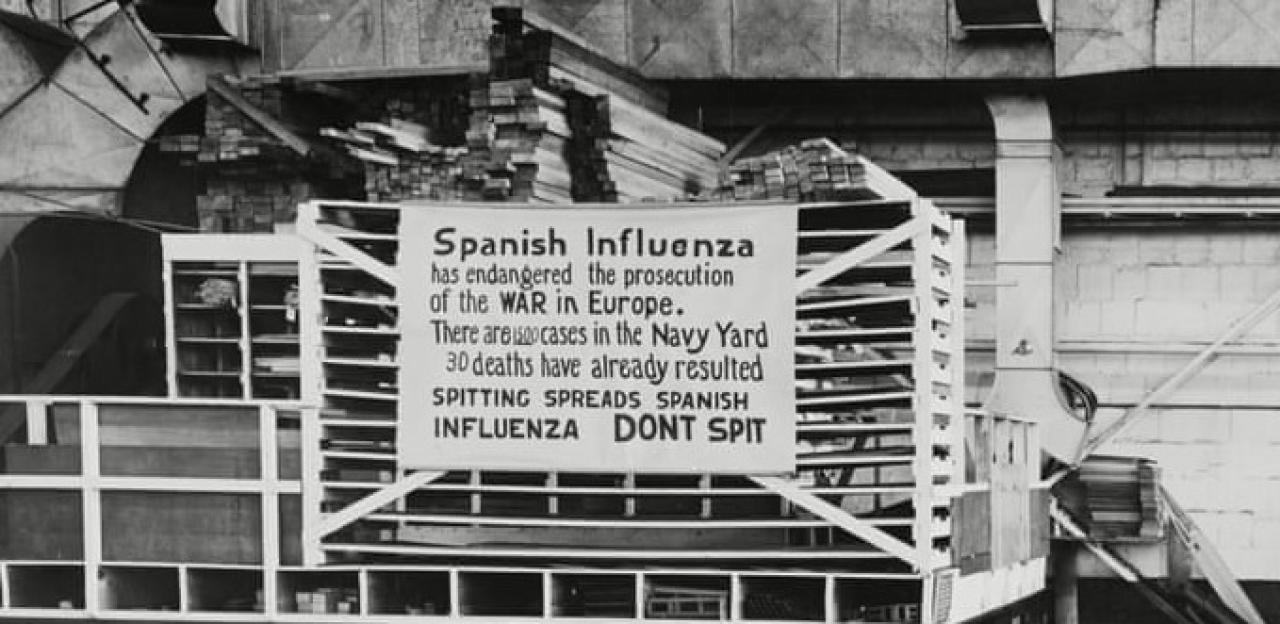 Spanish Influenza
has endangered the prosecution
of the WAR in Europe.
There are 1500 cases in the Navy Yard
30 deaths have already resulted
SPITTING SPREADS SPANISH
INFLUENZA DONT SPIT